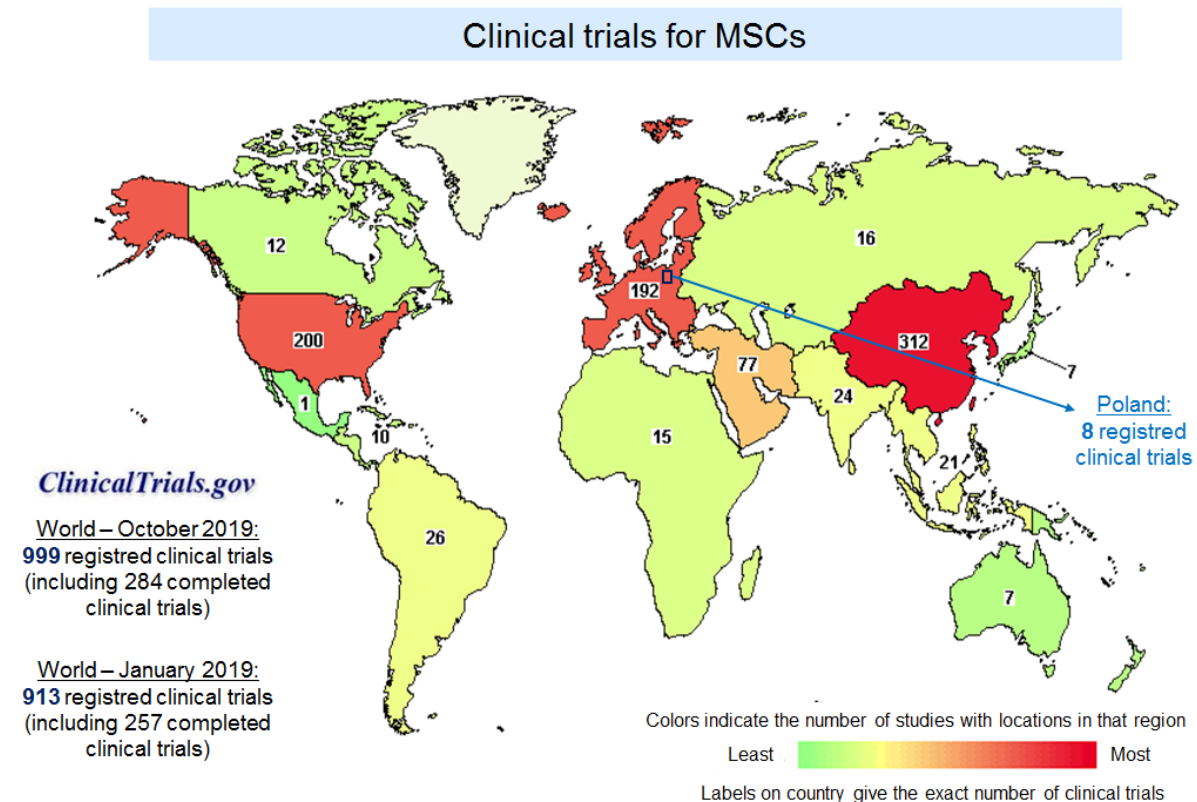 Clinical trials for MSCs
12
16
192
200
312
77
7
24
1
10
15
21
26
7
Poland:
8 registred
clinical trials
ClinicalTrials.gov
World – October 2019:
999 registred clinical trials
(including 284 completed
clinical trials)
World – January 2019:
913 registred clinical trials
(including 257 completed
clinical trials)
Colors indicate the number of studies with locations in that region
Least
Most
Labels on country give the exact number of clinical trials